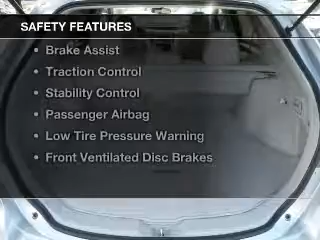 SAFETY FEATURES
• Brake Assist
• Traction Control
• Stability Control
• Passenger Airbag
• Low Tire Pressure Warning
• Front Ventilated Disc Brakes